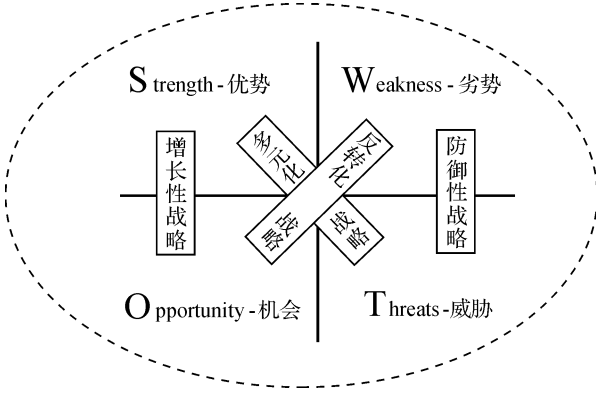 Strength-优势
Weakness-劣势
增长性战略
多元化战略
反转化战略
防御性战略
Opportunity-机会
Threats-威胁